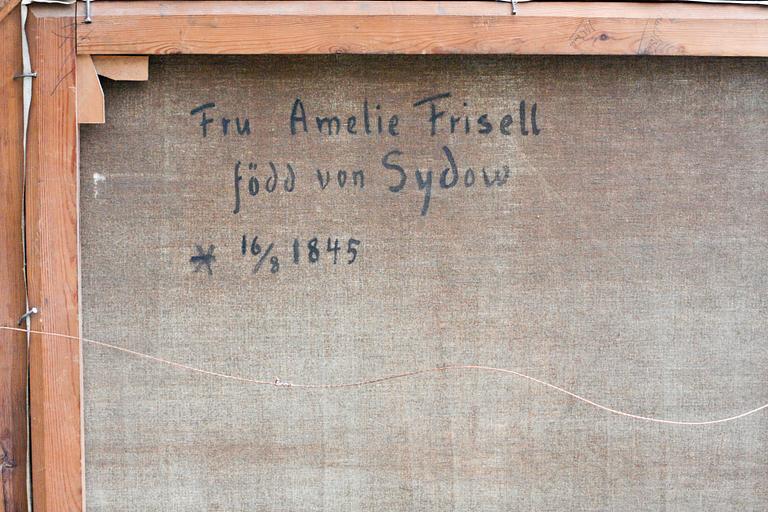 Fru Amelie Frisell
född von Sydow
* 16/8 1845